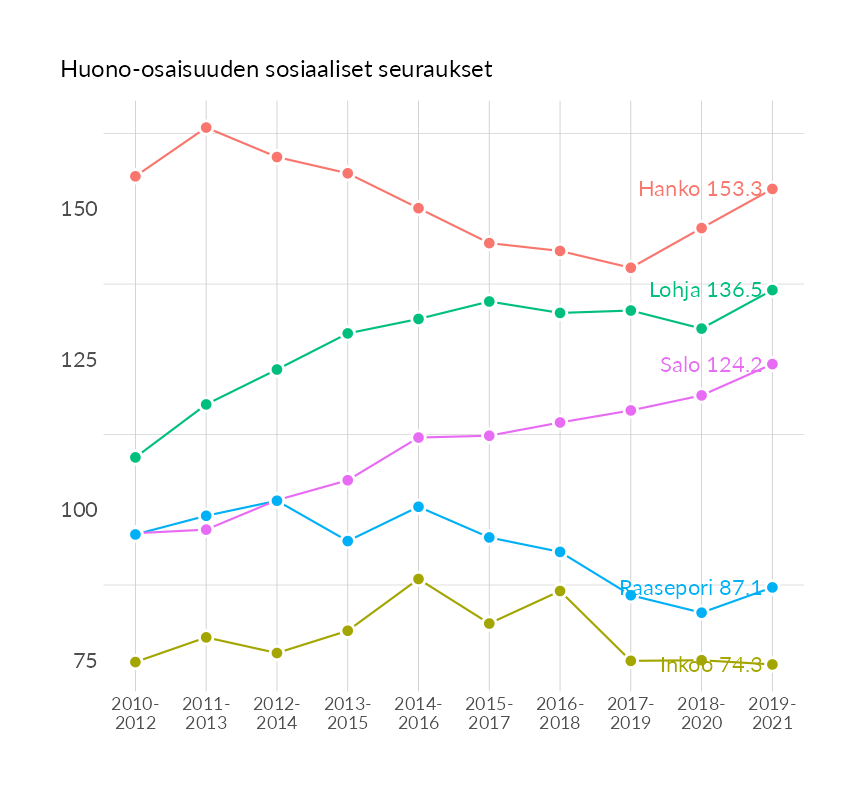 Huono-osaisuuden sosiaaliset seuraukset
Hanko 153.3
150
Lohja 136.5
125
Salo 124.2
100
Raasepori 87.1
75
Inkoo 74.3
2010-2012
2011-2013
2012-2014
2013-2015
2014-2016
2015-2017
2016-2018
2017-2019
2018-2020
2019-2021